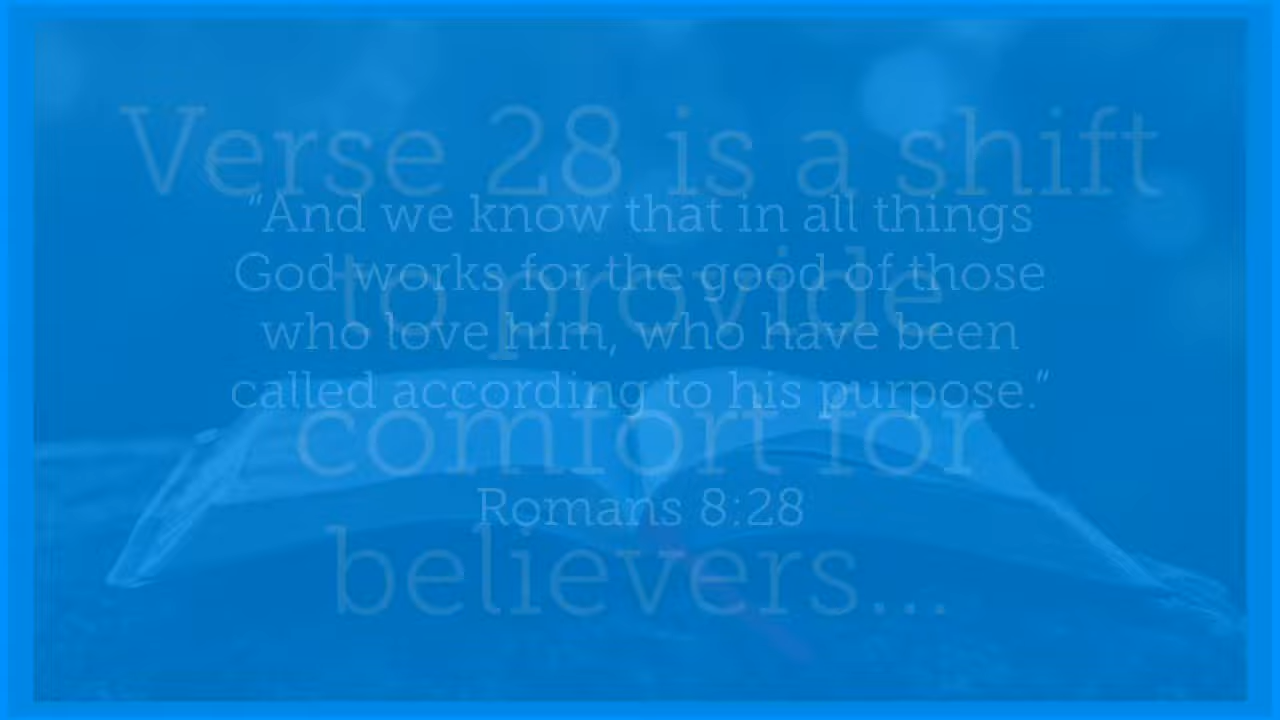 Verse 28 is a shift
to provide
comfort for
believers...
“And we know that in all things
God works for the good of those
who love him, who have been
called according to his purpose.”
Romans 8:28